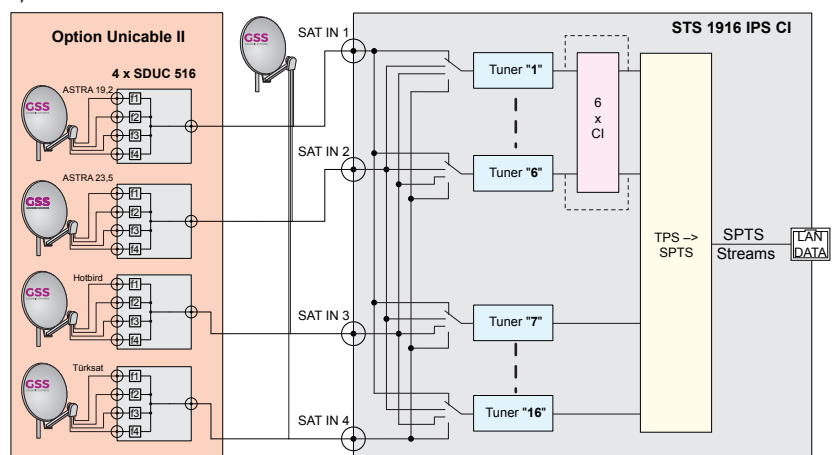 Option Unicable II
4 x SDUC 516
ASTRA 19,2
GSS
f1
f2
f3
f4
ASTRA 23,5
GSS
f1
f2
f3
f4
Hotbird
GSS
f1
f2
f3
f4
Türksat
GSS
f1
f2
f3
f4
GSS
SAT IN 1
SAT IN 2
SAT IN 3
SAT IN 4
STS 1916 IPS CI
Tuner "1"
Tuner "6"
Tuner "7"
Tuner "16"
6
x
CI
TPS –>
SPTS
SPTS
Streams
LAN
DATA